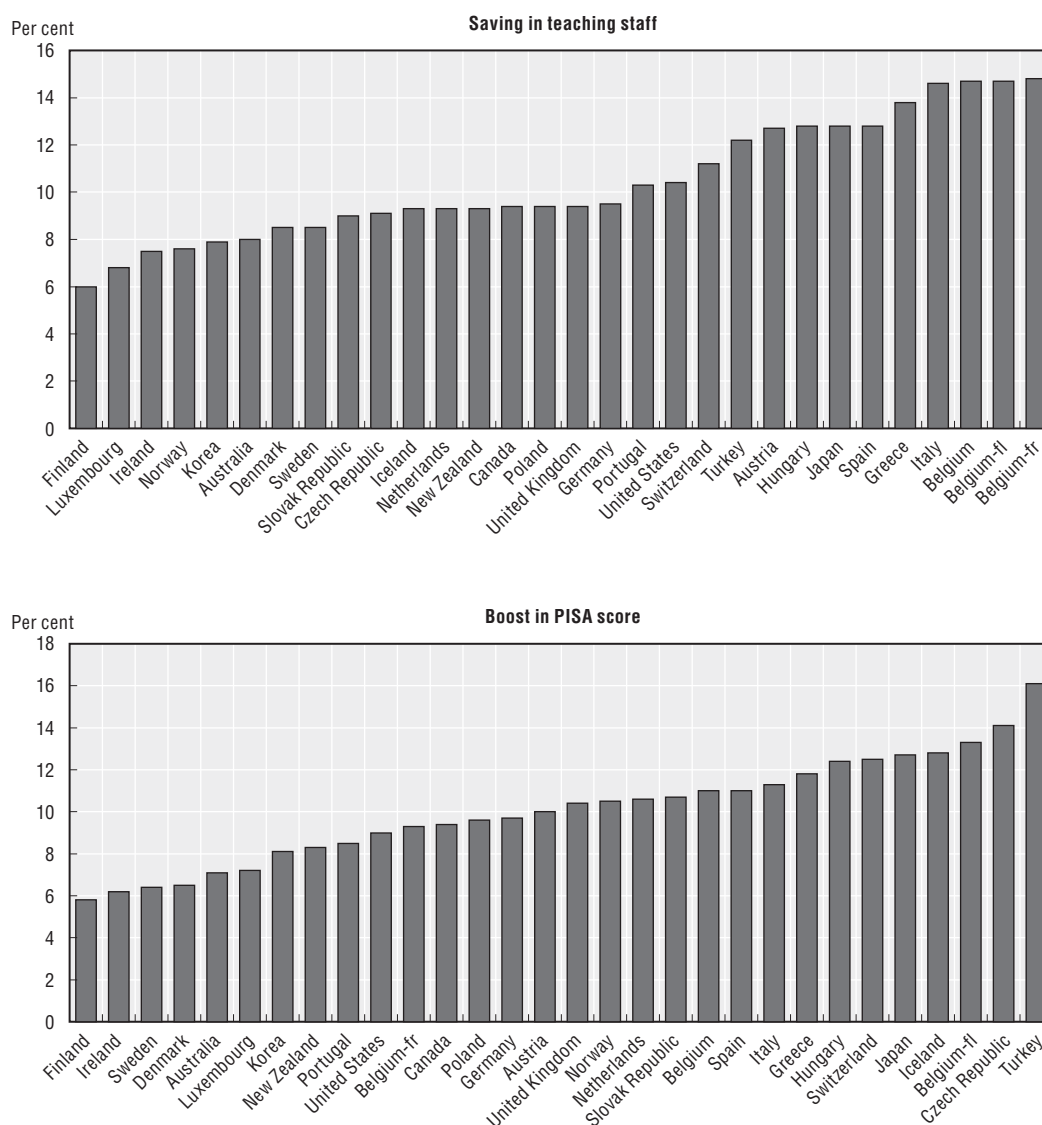 Saving in teaching staff
Per cent
16
14
12
10
8
6
4
2
0
Finland
Luxembourg
Ireland
Norway
Korea
Australia
Denmark
Sweden
Slovak Republic
Czech Republic
Iceland
Netherlands
New Zealand
Canada
Poland
United Kingdom
Germany
Portugal
United States
Switzerland
Turkey
Austria
Hungary
Japan
Spain
Greece
Italy
Belgium
Belgium-fl
Belgium-fr
Boost in PISA score
Per cent
18
16
14
12
10
8
6
4
2
0
Finland
Ireland
Sweden
Denmark
Australia
Luxembourg
Korea
New Zealand
Portugal
United States
Belgium-fr
Canada
Poland
Germany
Austria
United Kingdom
Norway
Netherlands
Slovak Republic
Belgium
Spain
Italy
Greece
Hungary
Switzerland
Japan
Iceland
Belgium-fl
Czech Republic
Turkey